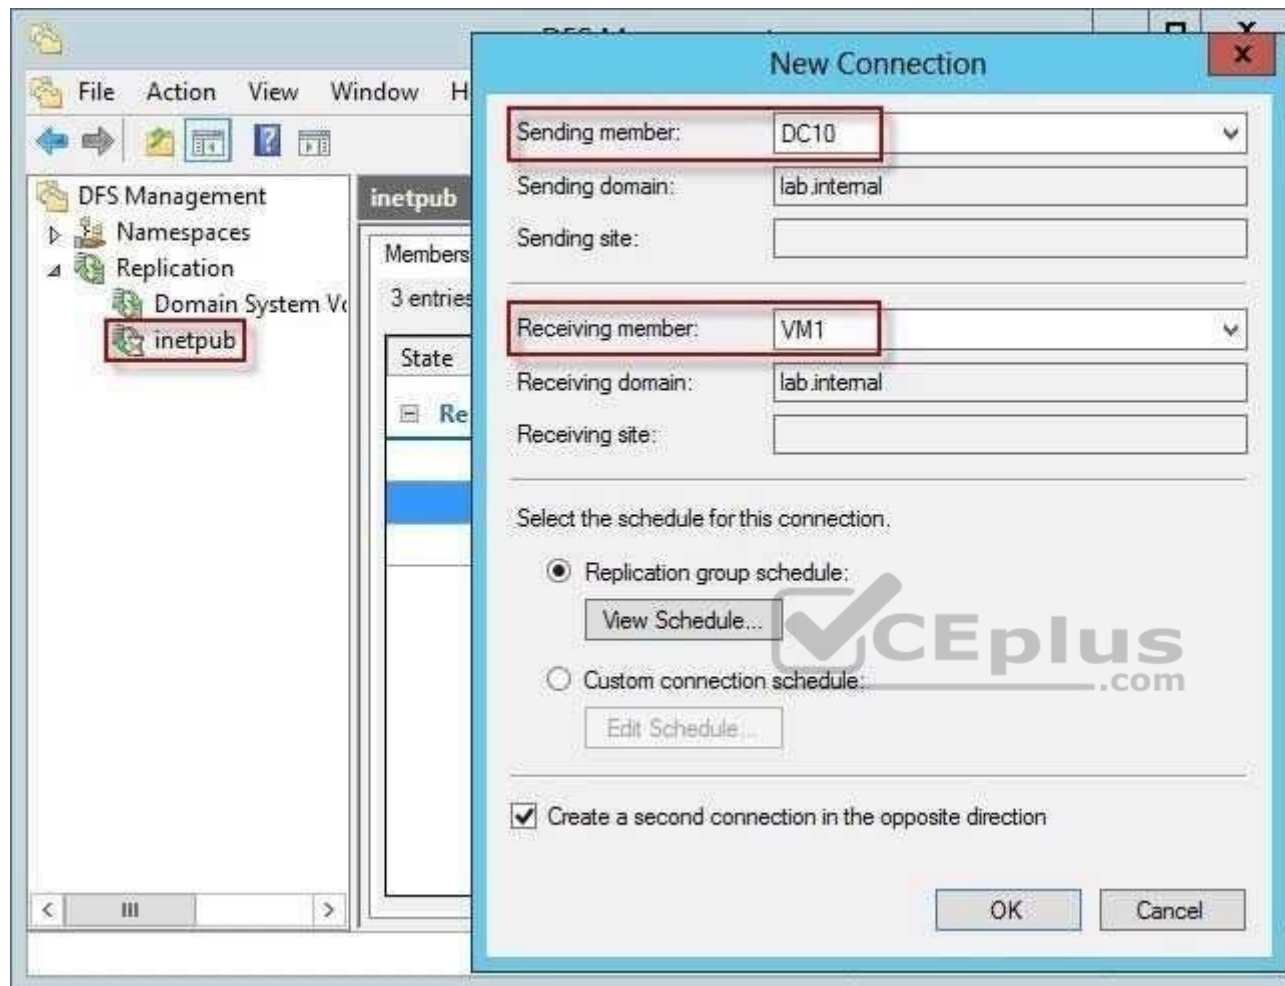 New Connection
File Action View Window H
DFS Management
Namespaces
Replication
Domain System
inetpub
inetpub
Members
3 entries
State
Re
Sending member: DC10
Sending domain: lab.internal
Sending site:
Receiving member: VM1
Receiving domain: lab.internal
Receiving site:
Select the schedule for this connection.
Replication group schedule:
View Schedule...
Custom connection schedule:
Edit Schedule...
Create a second connection in the opposite direction
OK Cancel
CEplus
.com